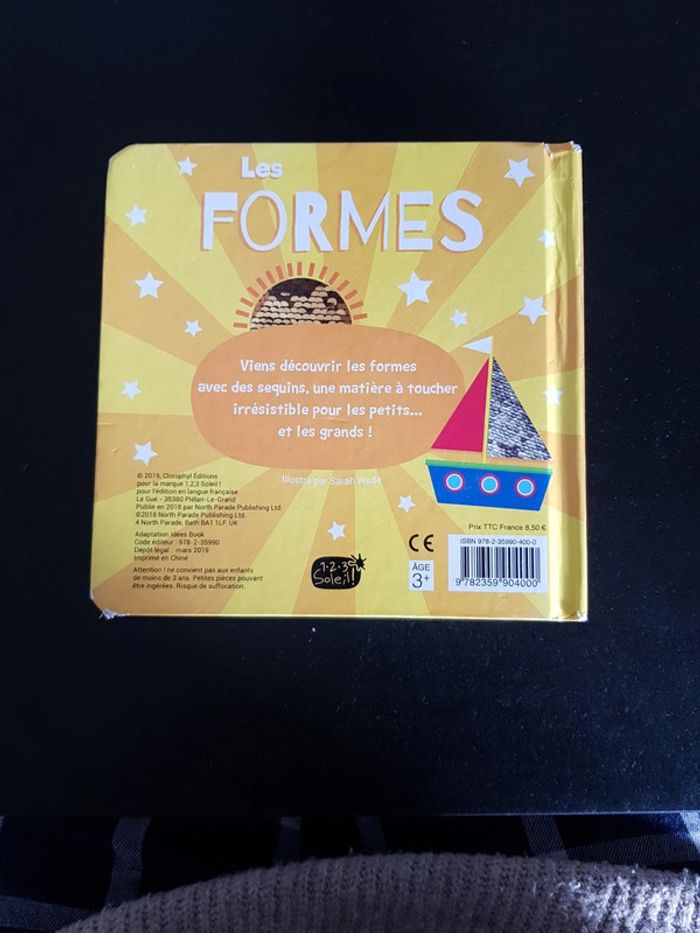 Les
FORMES
Viens découvrir les formes
avec des sequins, une matière à toucher
irrésistible pour les petits...
et les grands !
Illustré par Sarah Wade
© 2019, Clorophyl Éditions
pour la marque 1,2,3 Soleil !
pour l'édition en langue française
Le Gué - 35380 Plélan-Le-Grand
Publié en 2018 par North Parade Publishing Ltd.
©2018 North Parade Publishing Ltd.
4 North Parade, Bath BA1 1LF. UK
Adaptation Idées Book
Code éditeur : 978-2-35990
Dépôt légal : mars 2019
Imprimé en Chine
Attention ! ne convient pas aux enfants
de moins de 3 ans. Petites pièces pouvant
être ingérées. Risque de suffocation.
1·2·3
Soleil!
CE
ÂGE
3+
Prix TTC France 8,50 €
ISBN 978-2-35990-400-0
9 782359 904000